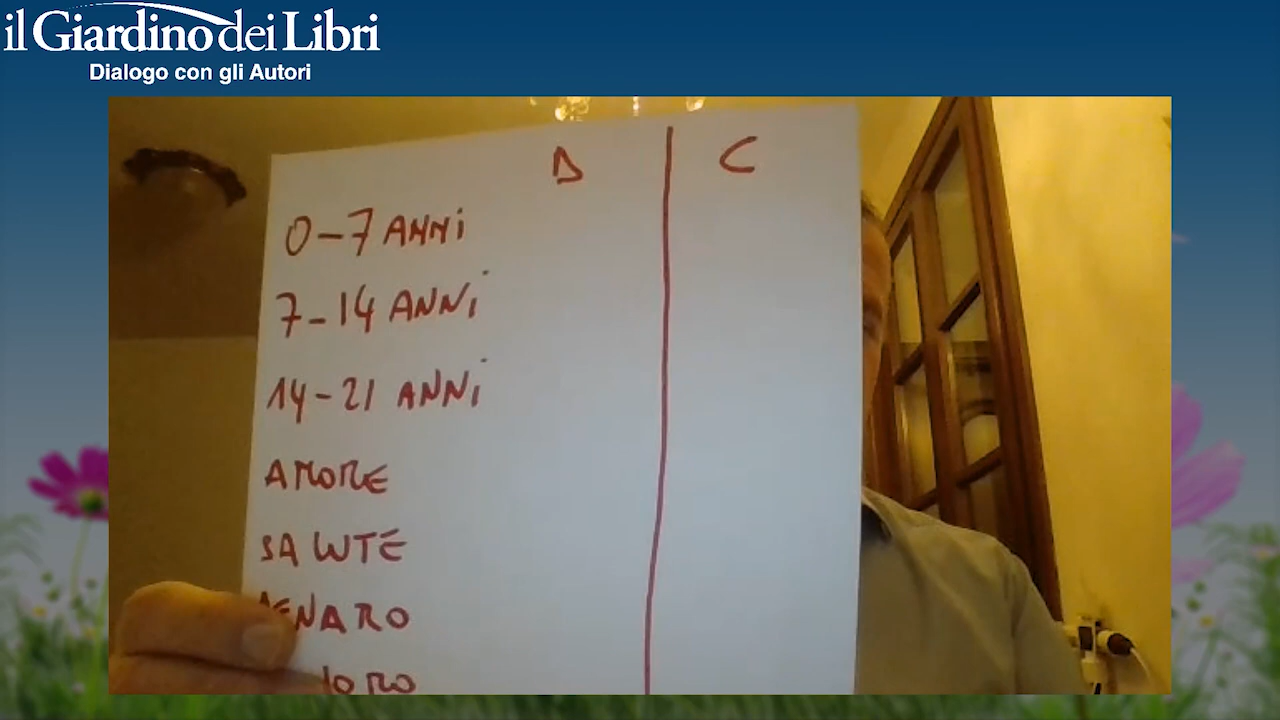 il Giardino dei Libri
Dialogo con gli Autori
D C
0-7 ANNi
7-14 ANNi
14-21 ANNi
AMORE
SALUTE